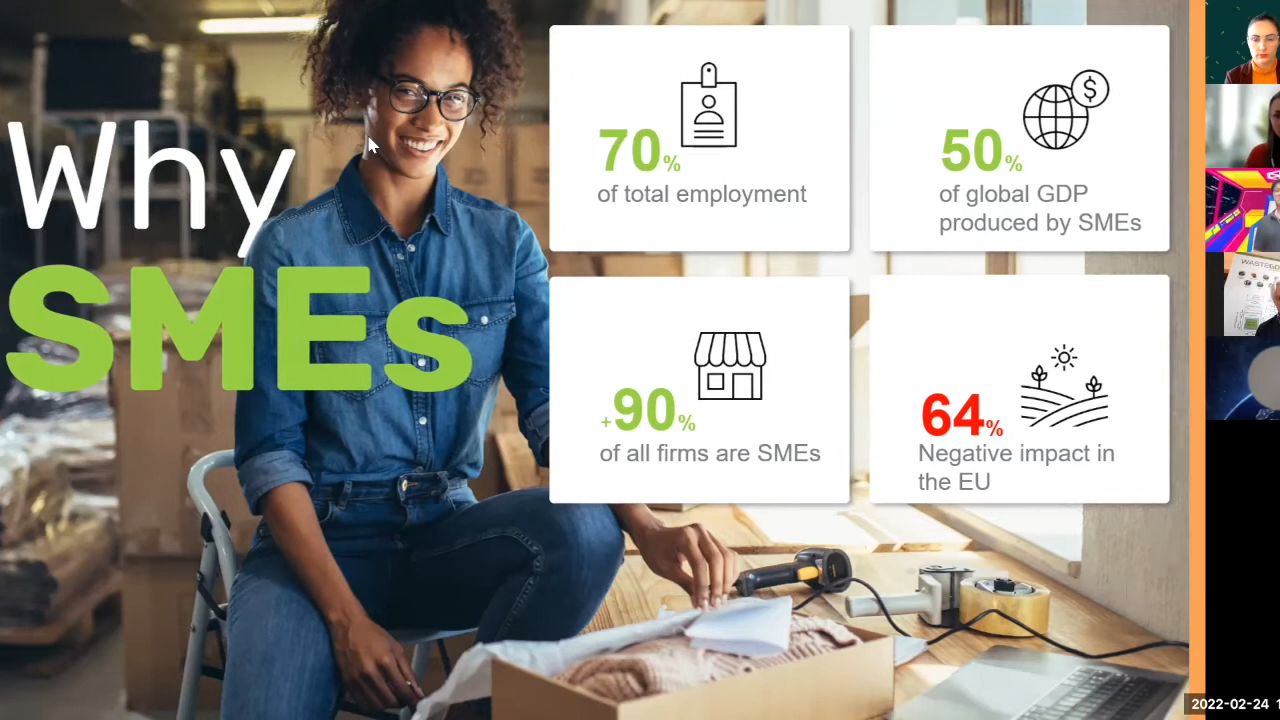 Why
SMEs
70%
of total employment
50%
of global GDP
produced by SMEs
+90%
of all firms are SMEs
64%
Negative impact in
the EU
2022-02-24